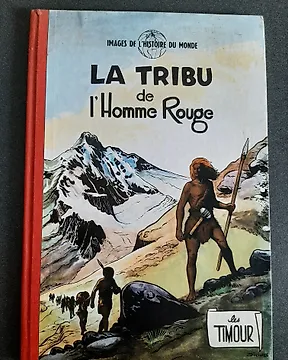 IMAGES DE L'HISTOIRE DU MONDE
LA TRIBU
de
l'Homme Rouge
les
TIMOUR